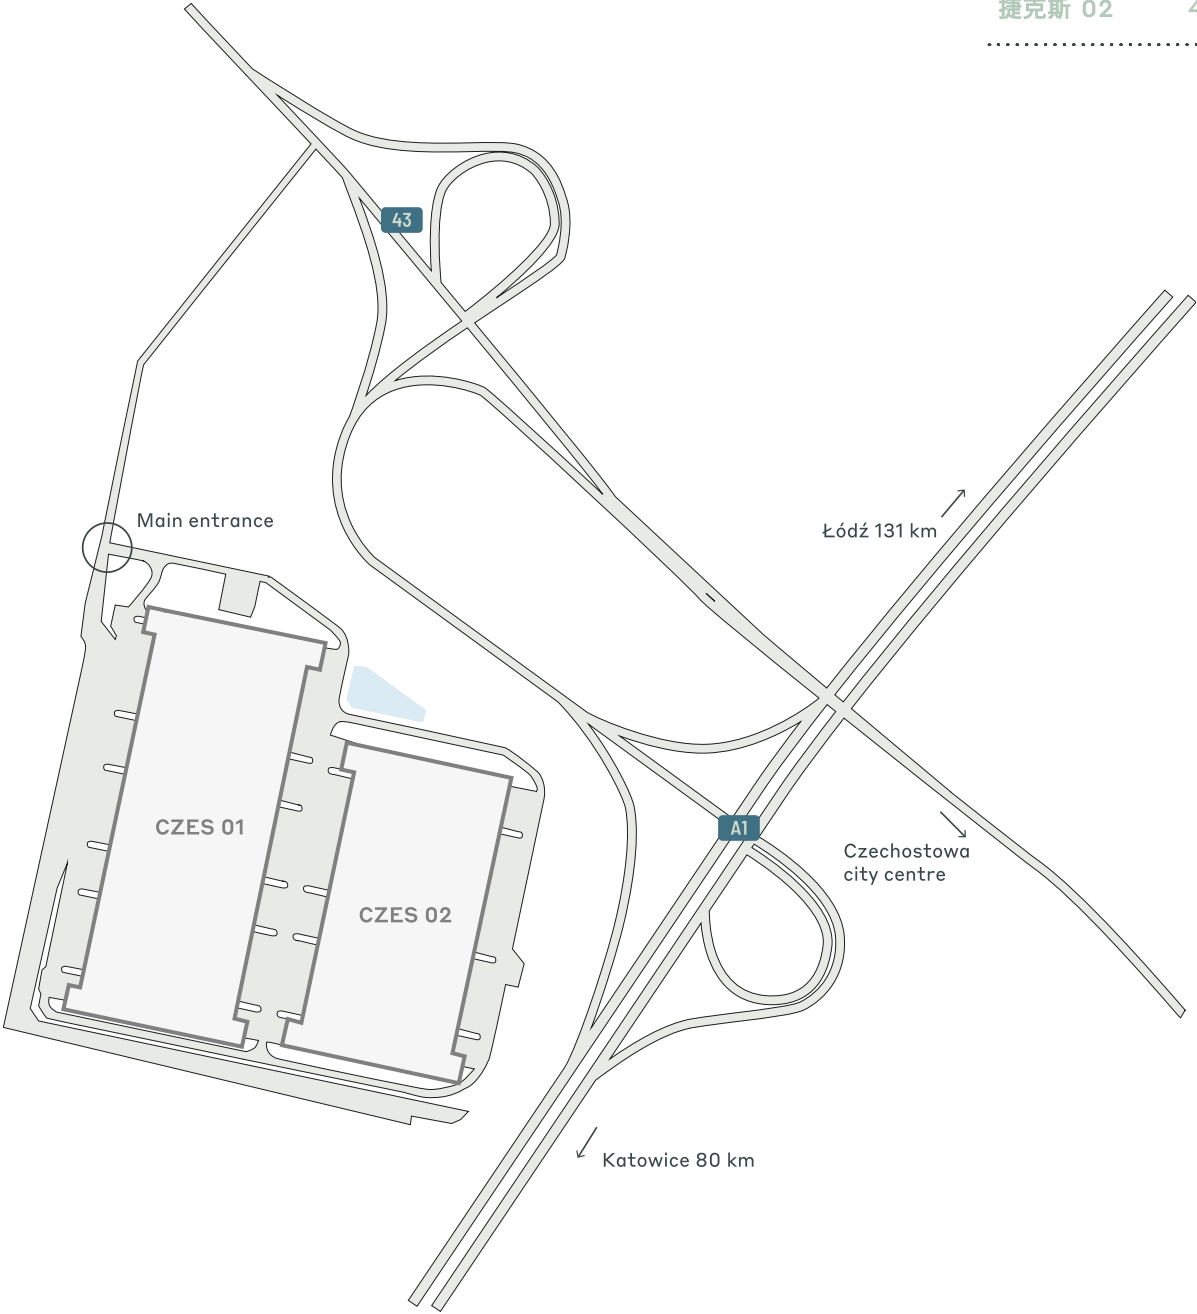 捷克斯 02
43
Main entrance
Łódź 131 km
CZES 01
A1
Czechostowa
city centre
CZES 02
Katowice 80 km